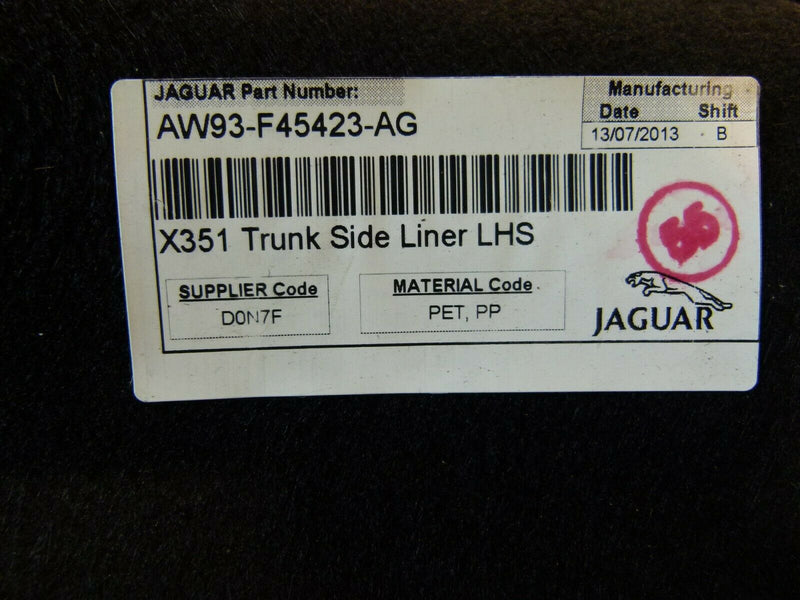 JAGUAR Part Number:
AW93-F45423-AG
Manufacturing
Date Shift
13/07/2013 B
X351 Trunk Side Liner LHS
SUPPLIER Code
D0N7F
MATERIAL Code
PET, PP
JAGUAR